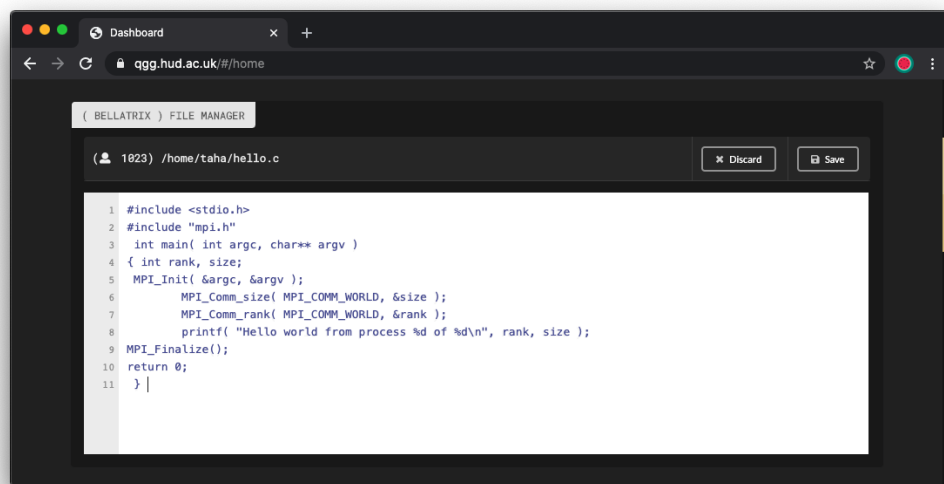 Dashboard
qgg.hud.ac.uk/#/home
( BELLATRIX ) FILE MANAGER
( 1023) /home/taha/hello.c
Discard
Save
1 #include <stdio.h>
2 #include "mpi.h"
3 int main( int argc, char** argv )
4 { int rank, size;
5 MPI_Init( &argc, &argv );
6 MPI_Comm_size( MPI_COMM_WORLD, &size );
7 MPI_Comm_rank( MPI_COMM_WORLD, &rank );
8 printf( "Hello world from process %d of %d\n", rank, size );
9 MPI_Finalize();
10 return 0;
11 }